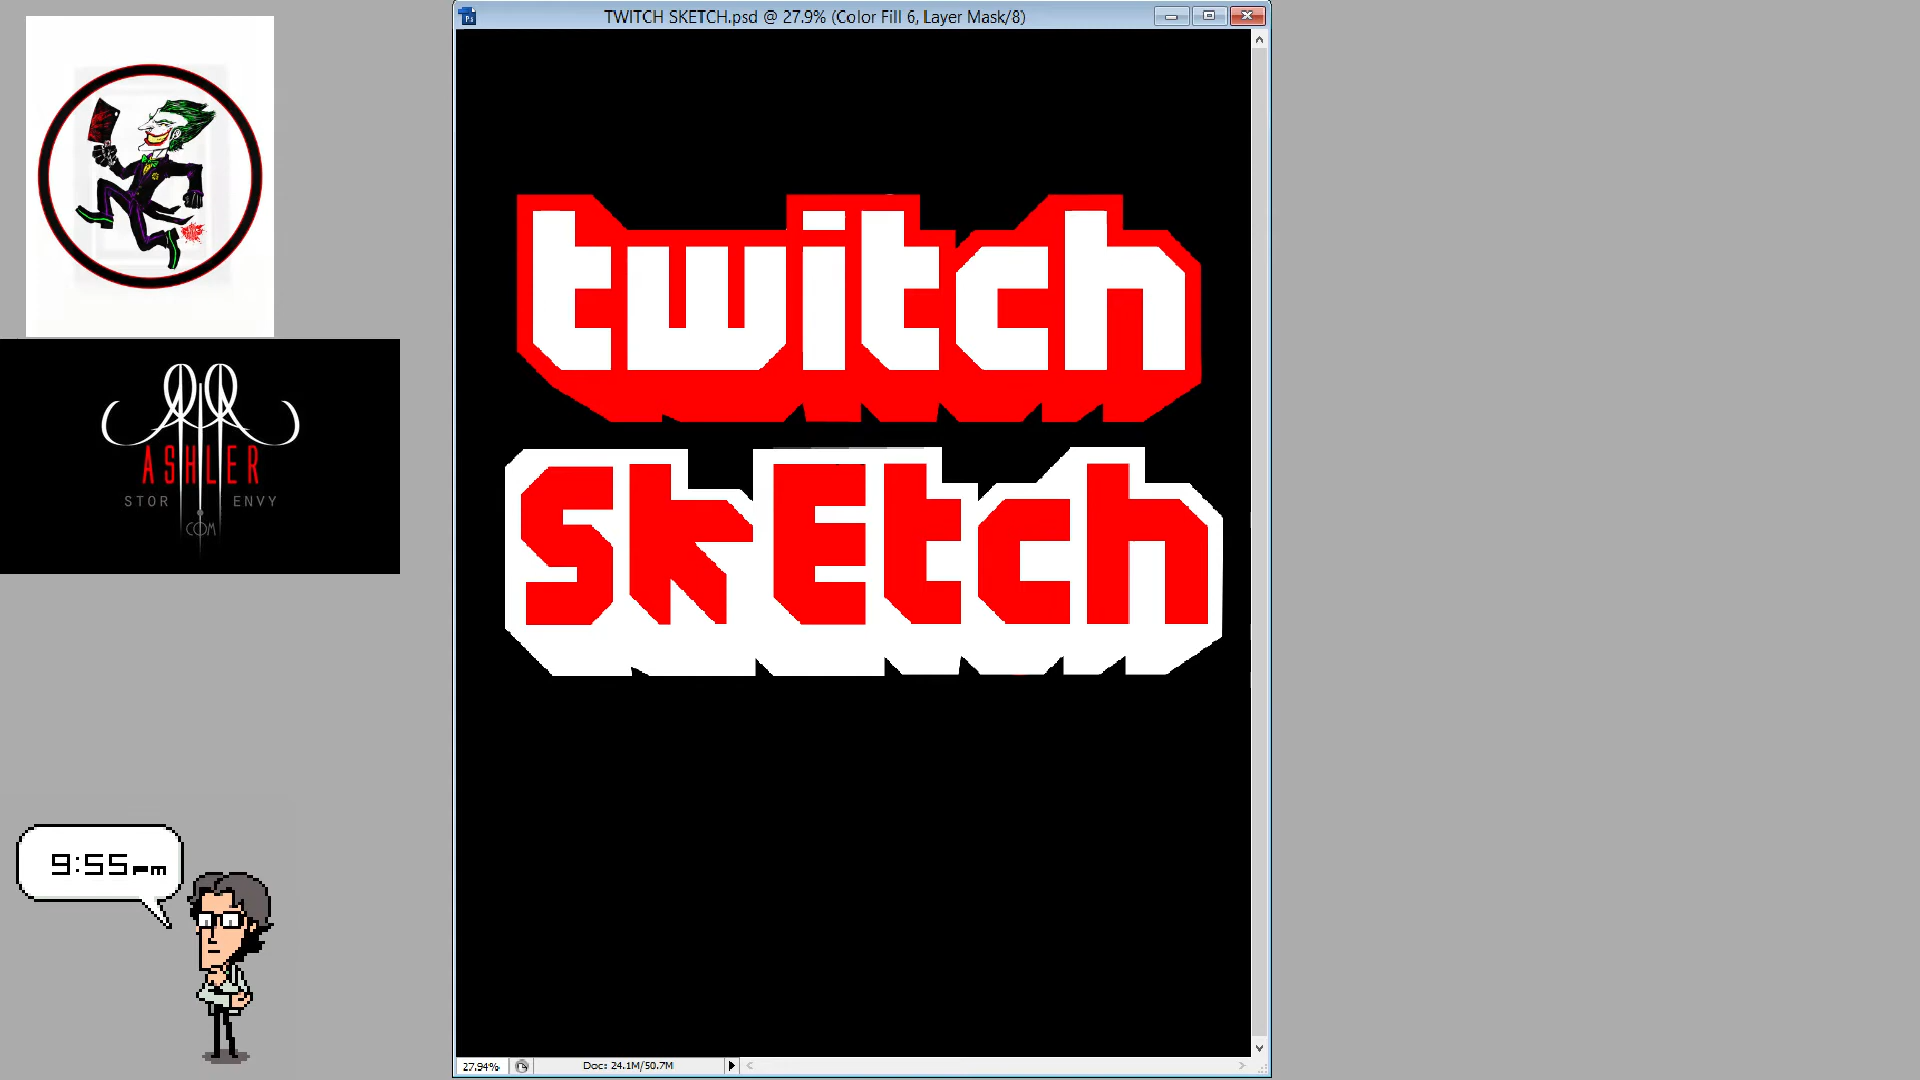 TWITCH SKETCH.psd @ 27.9% (Color Fill 6, Layer Mask/8)
twitch
SkEtch
ASHLER
STOR ENVY
COM
9:55pm
27.94%
Doc: 24.1M/50.7M